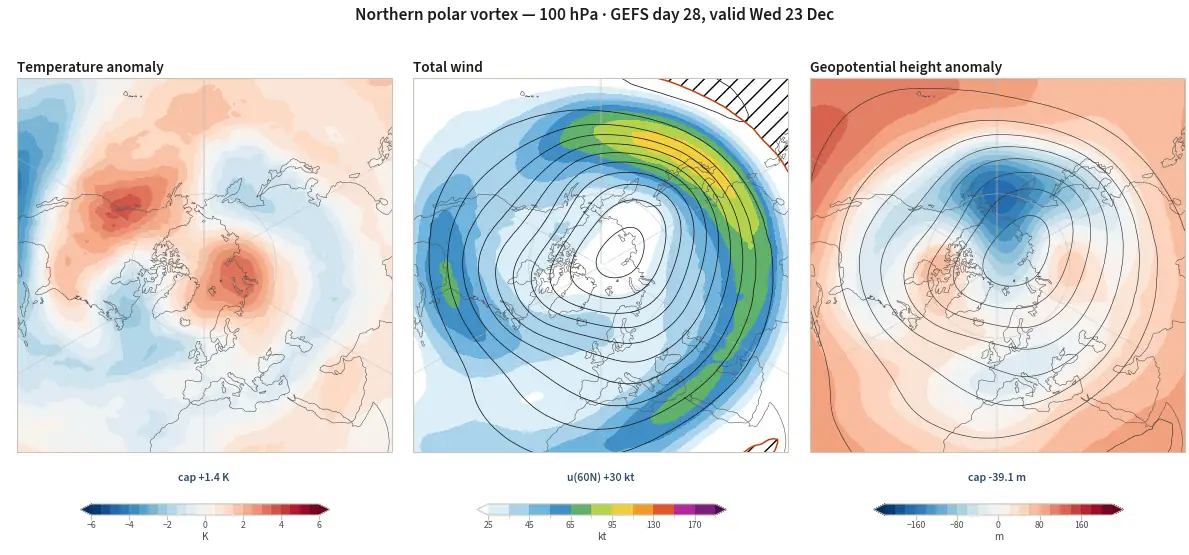 Northern polar vortex — 100 hPa · GEFS day 28, valid Wed 23 Dec
Temperature anomaly
Total wind
Geopotential height anomaly
cap +1.4 K
u(60N) +30 kt
cap -39.1 m
−6 −4 −2 0 2 4 6
K
25 45 65 95 130 170
kt
−160 −80 0 80 160
m